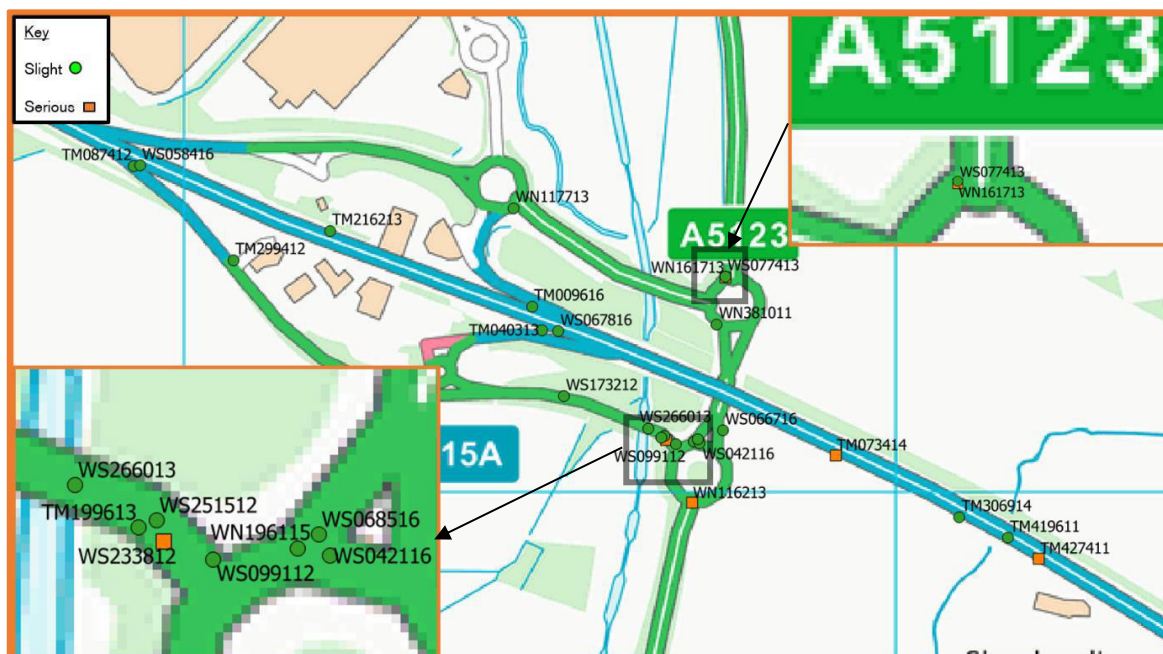 Key
Slight
Serious
A5123
WS077413
WN161713
TM087412
WS058416
WN117713
TM216213
TM299412
A5123
WN161713
WS077413
TM009616
WN381011
TM040313
WS067816
WS173212
WS266013
WS066716
WS099112
WS042116
TM073414
15A
WN116213
TM306914
TM419611
TM427411
WS266013
TM199613
WS251512
WN196115
WS068516
WS233812
WS042116
WS099112